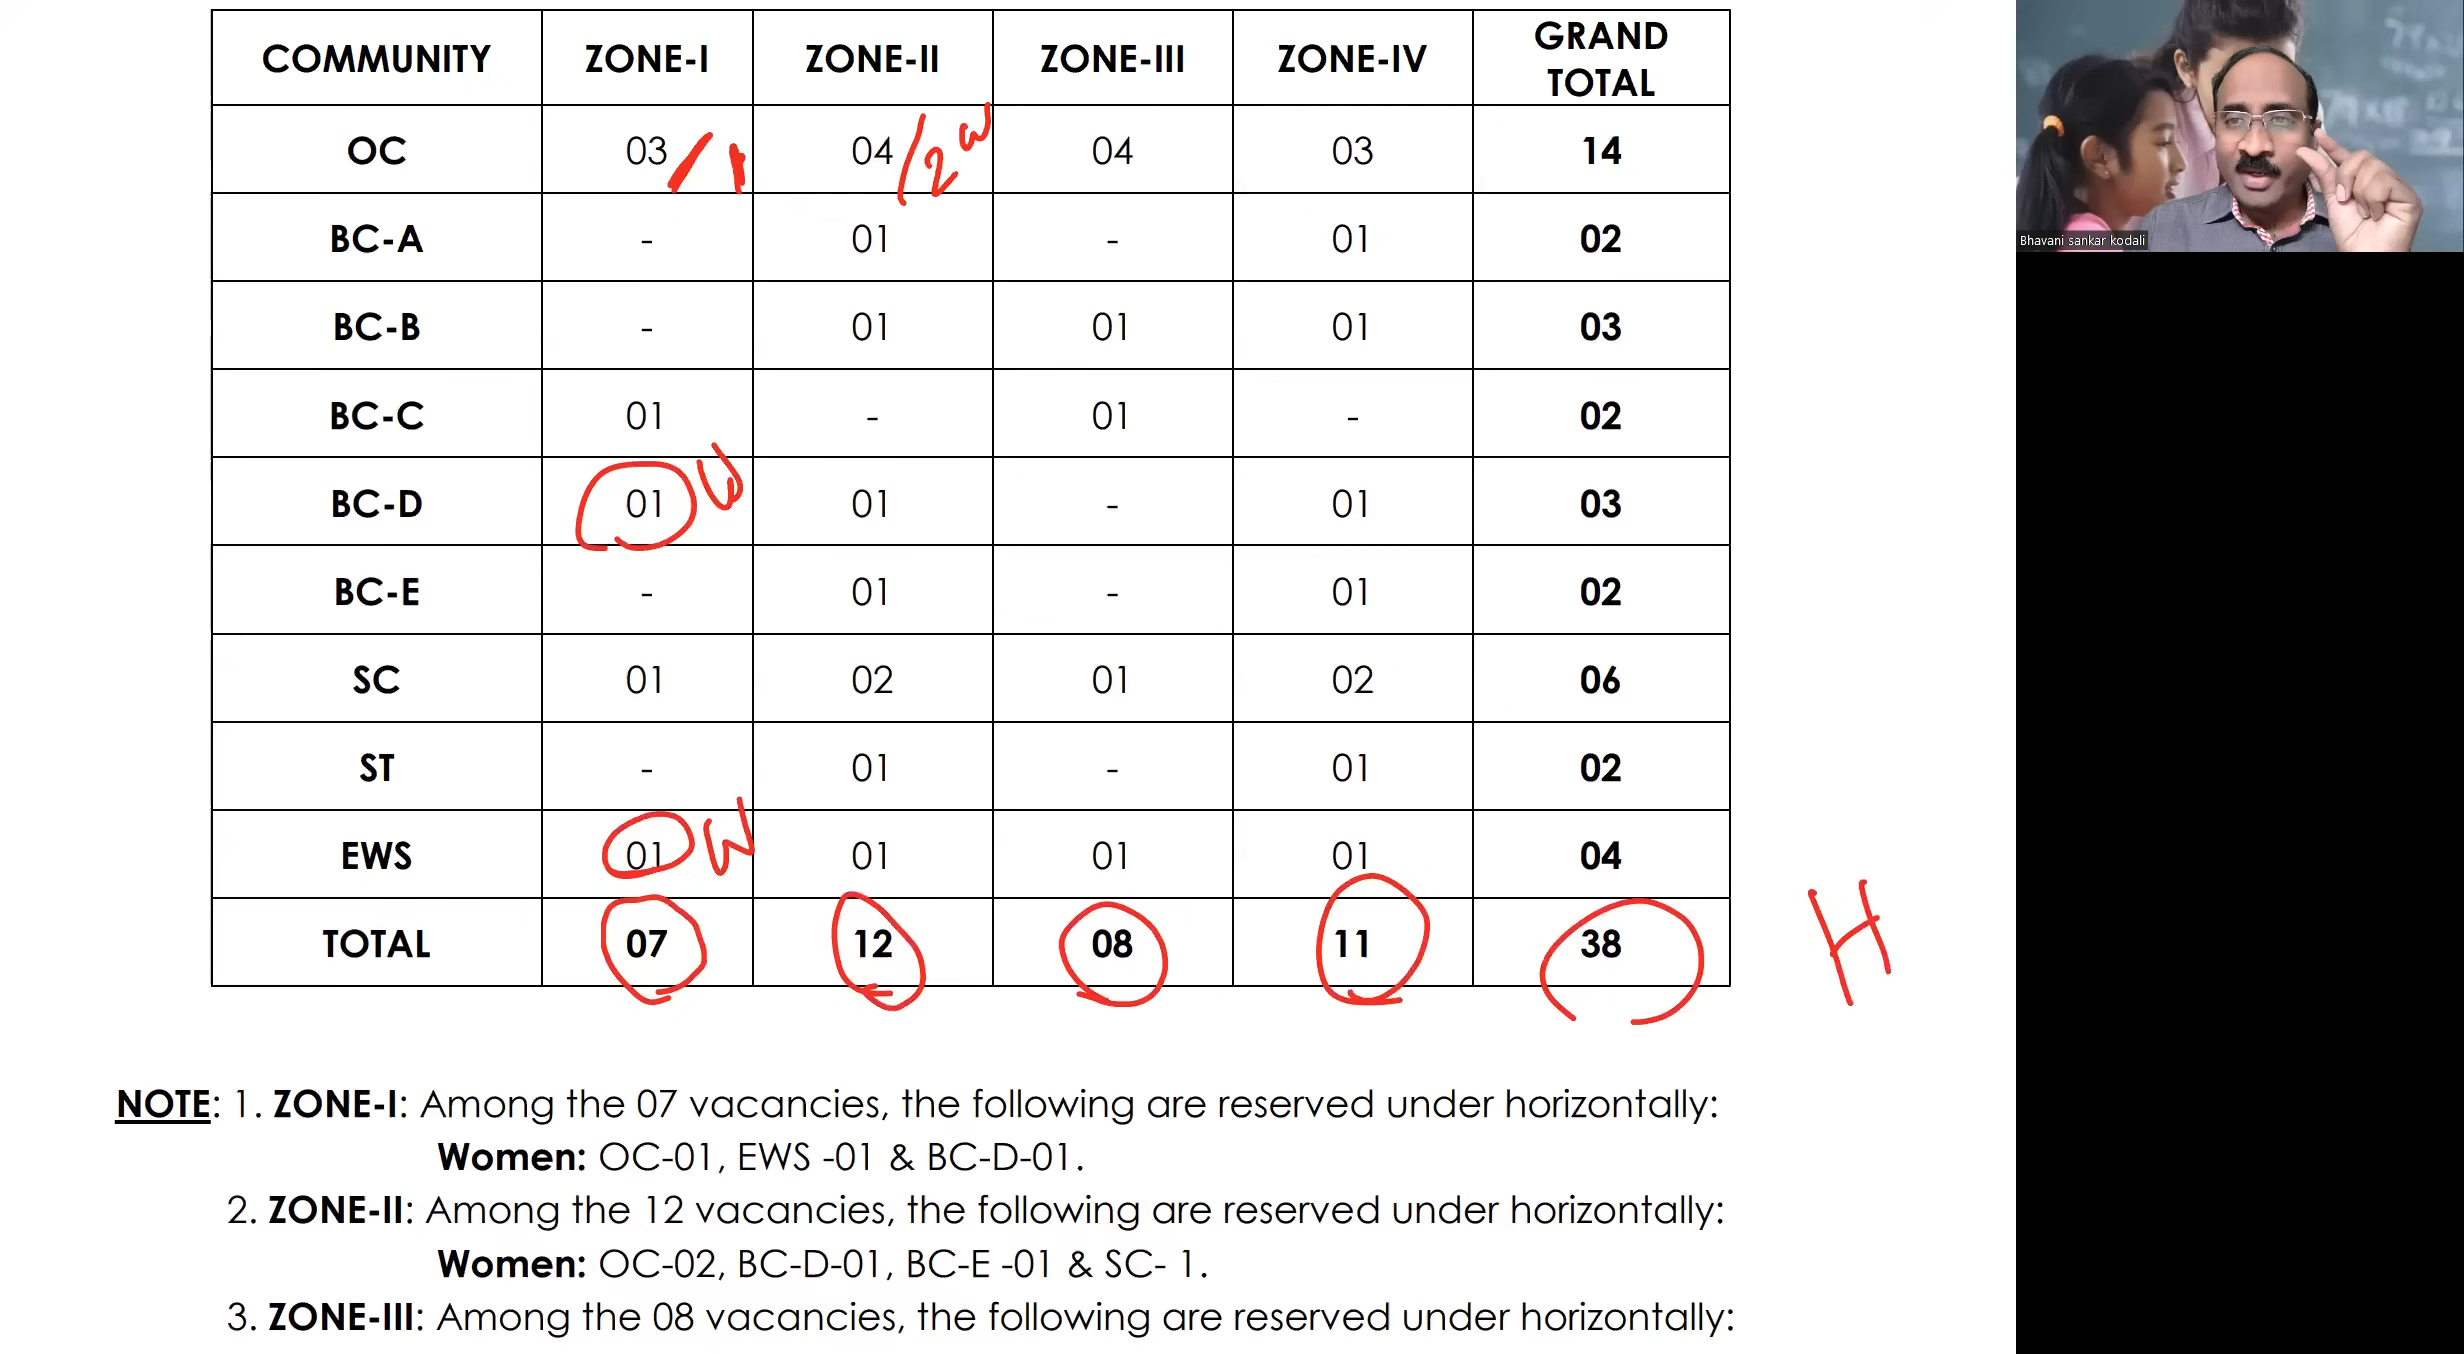 COMMUNITY ZONE-I ZONE-II ZONE-III ZONE-IV GRAND TOTAL
OC 03 / 1 04 / 2 W 04 03 14
BC-A - 01 - 01 02
BC-B - 01 01 01 03
BC-C 01 - 01 - 02
BC-D 01 W 01 - 01 03
BC-E - 01 - 01 02
SC 01 02 01 02 06
ST - 01 - 01 02
EWS 01 W 01 01 01 04
TOTAL 07 12 08 11 38
H
NOTE: 1. ZONE-I: Among the 07 vacancies, the following are reserved under horizontally:
Women: OC-01, EWS -01 & BC-D-01.
2. ZONE-II: Among the 12 vacancies, the following are reserved under horizontally:
Women: OC-02, BC-D-01, BC-E -01 & SC- 1.
3. ZONE-III: Among the 08 vacancies, the following are reserved under horizontally:
Bhavani sankar kodali